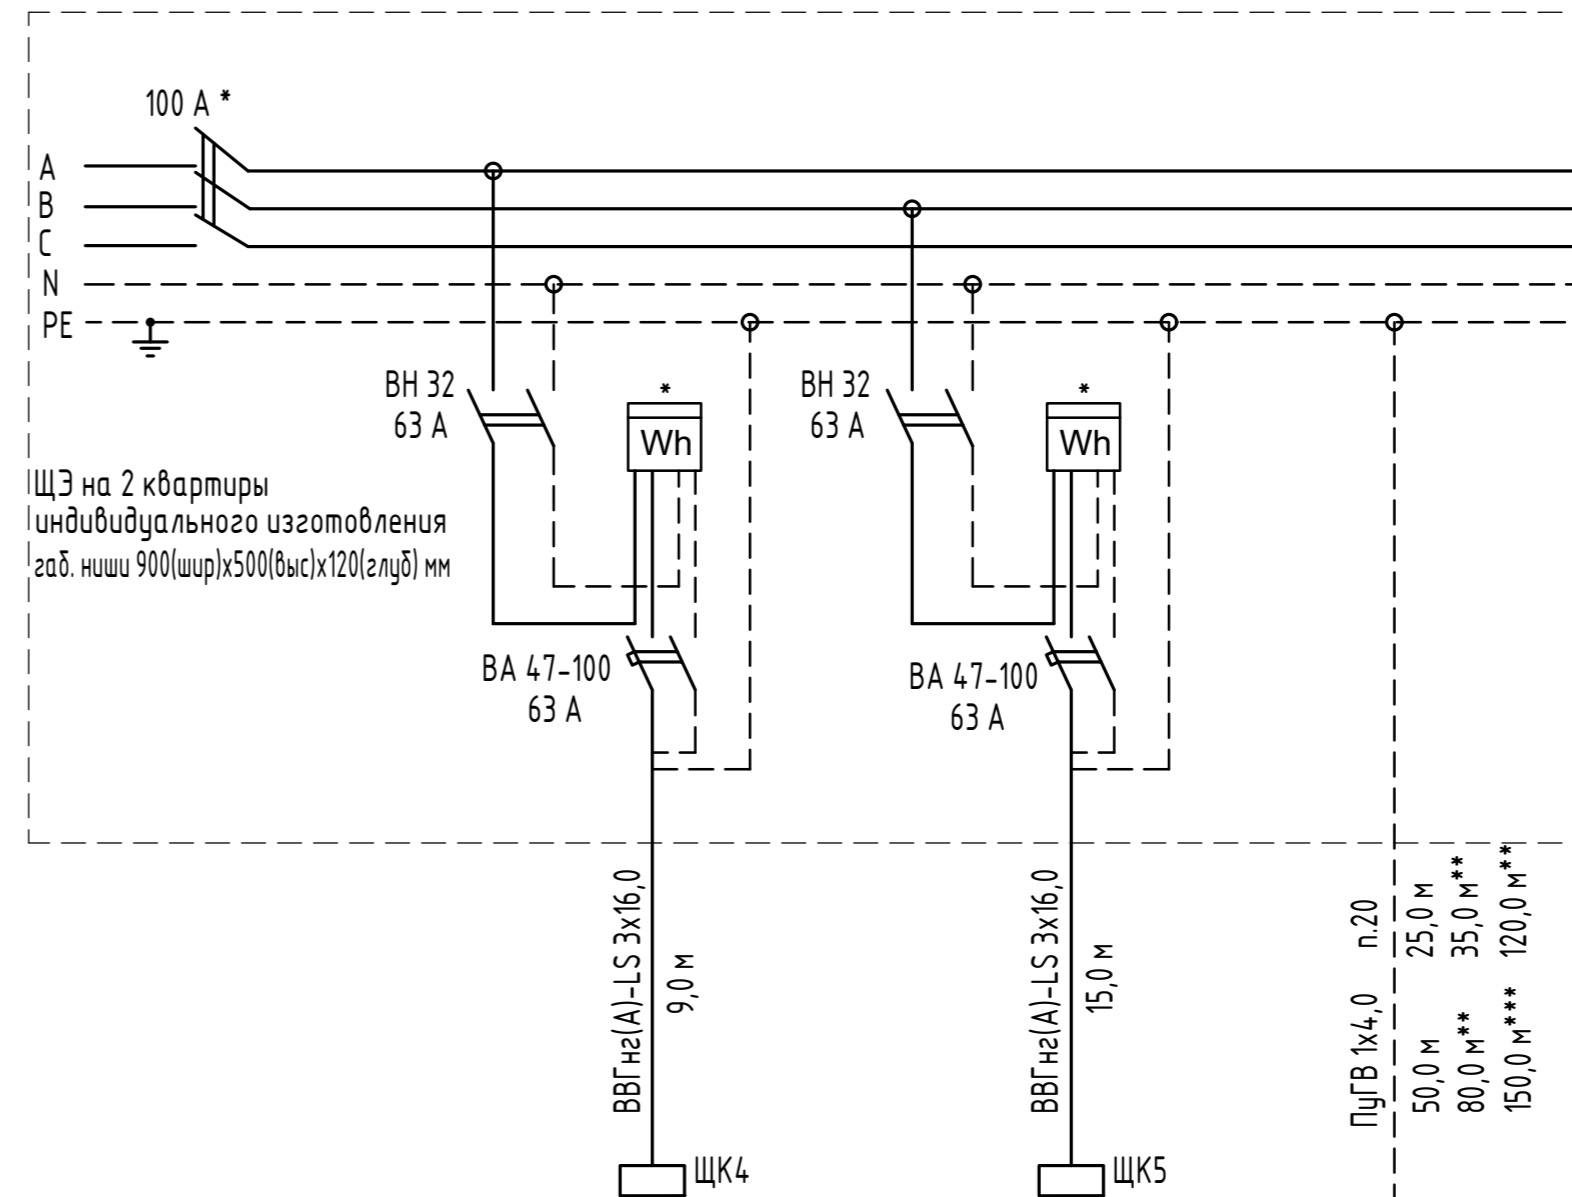 100 А *
А
В
С
N
PE
ВН 32
63 А
*
Wh
ВН 32
63 А
*
Wh
ЩЭ на 2 квартиры
индивидуального изготовления
габ. ниши 900(шир)х500(выс)х120(глуб) мм
ВА 47-100
63 А
ВА 47-100
63 А
ВВГнг(А)-LS 3х16,0
9,0 м
ВВГнг(А)-LS 3х16,0
15,0 м
ПуГВ 1х4,0 п.20
50,0 м 25,0 м
80,0 м** 35,0 м**
150,0 м*** 120,0 м**
ЩК4
ЩК5